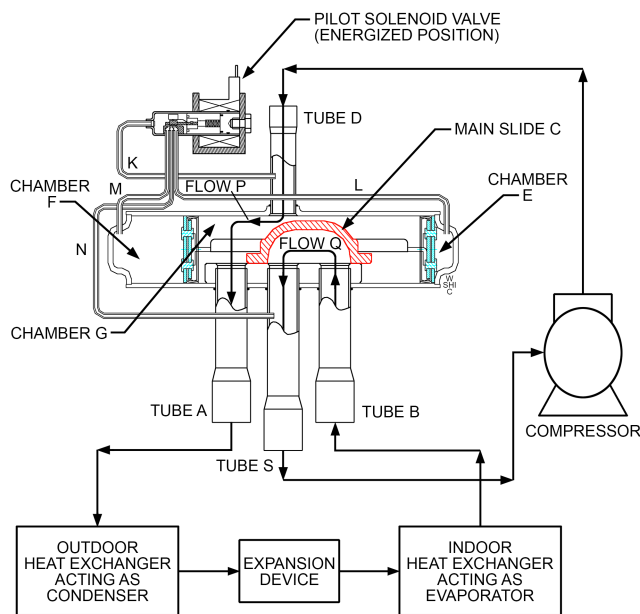 PILOT SOLENOID VALVE
(ENERGIZED POSITION)
TUBE D
MAIN SLIDE C
K
CHAMBER
F
M
FLOW P
L
CHAMBER
E
N
FLOW Q
W
SHI
C
CHAMBER G
TUBE A
TUBE B
COMPRESSOR
TUBE S
OUTDOOR
HEAT EXCHANGER
ACTING AS
CONDENSER
EXPANSION
DEVICE
INDOOR
HEAT EXCHANGER
ACTING AS
EVAPORATOR